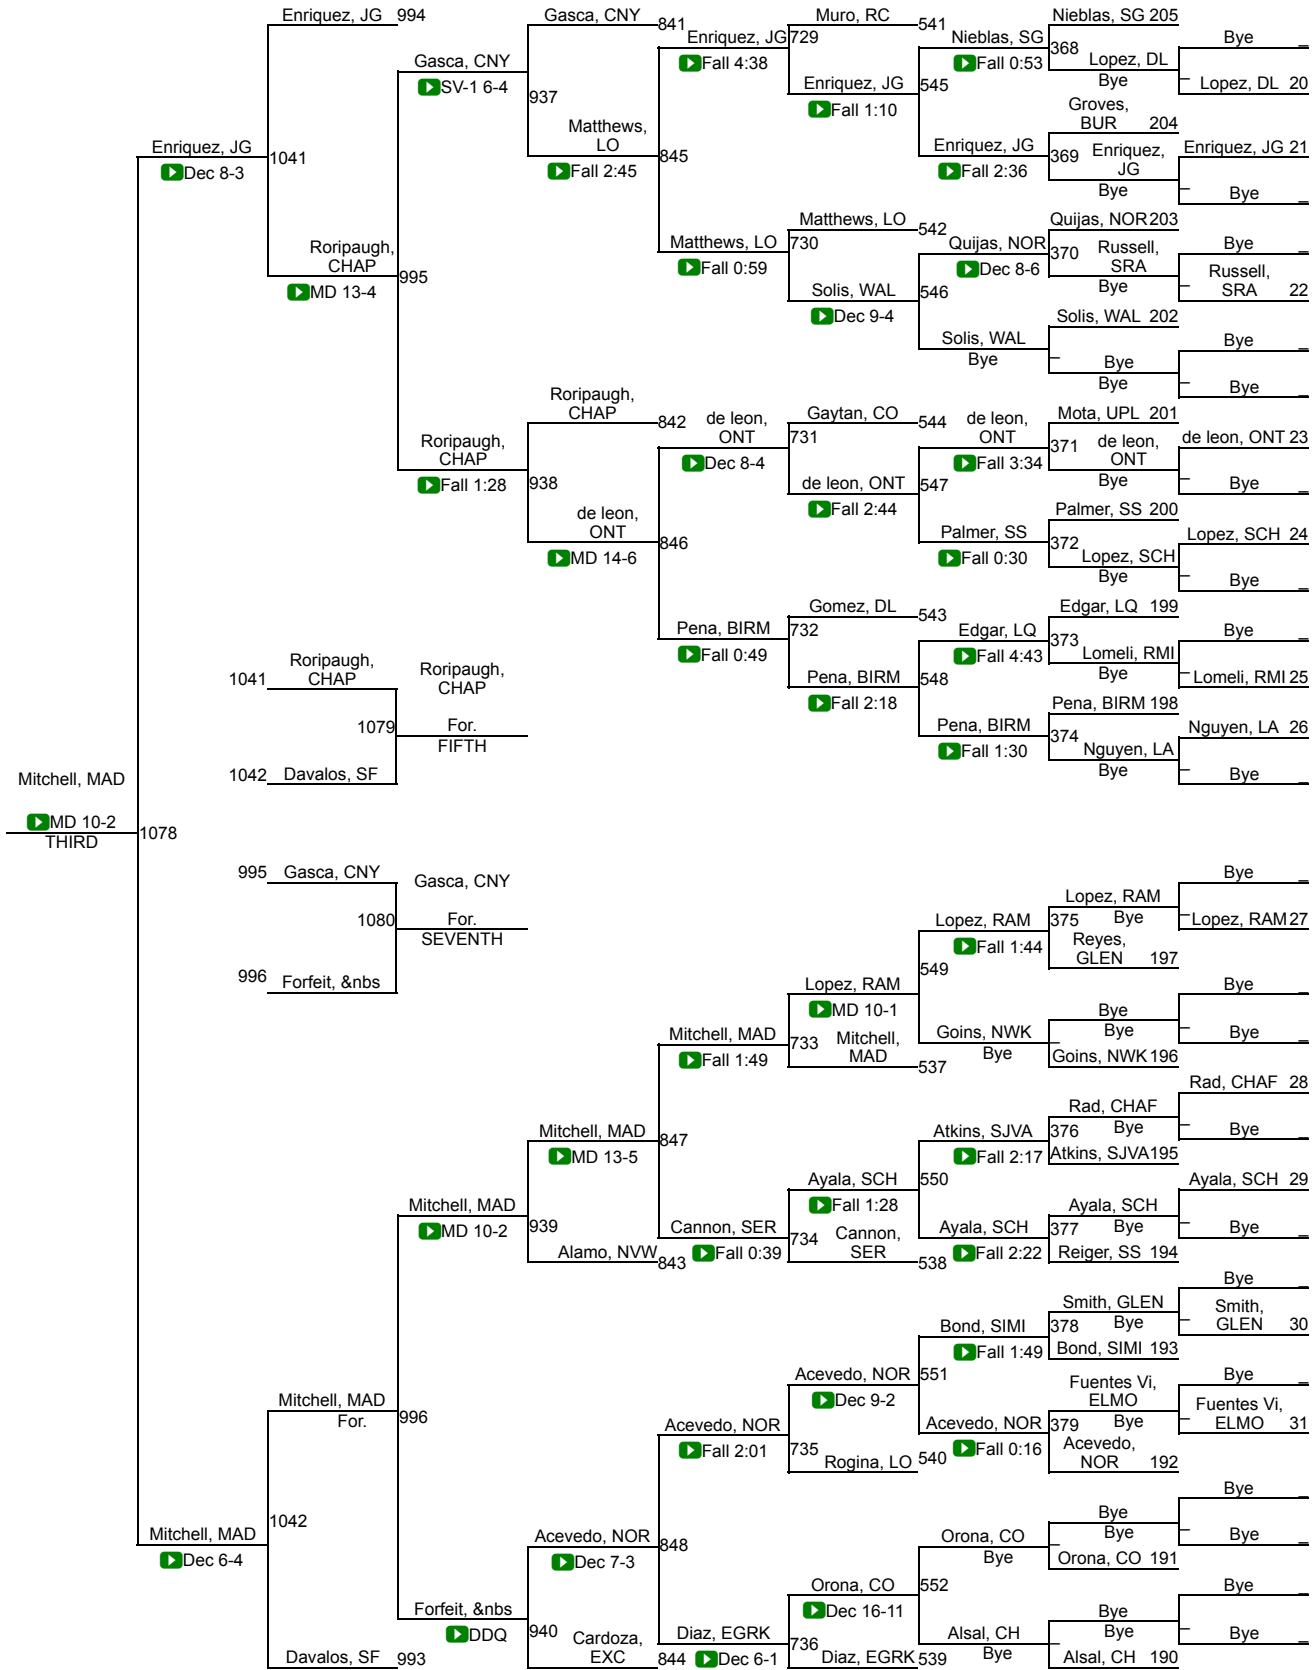 Enriquez, JG 994
Gasca, CNY 841
Muro, RC 541
Nieblas, SG 205
Enriquez, JG 729
Nieblas, SG
Bye _
Gasca, CNY
Fall 4:38
Fall 0:53
368
Lopez, DL
SV-1 6-4
Enriquez, JG 545
Bye
_ Lopez, DL 20
937
Fall 1:10
Groves,
BUR 204
Matthews,
LO
Enriquez, JG 1041
845
Enriquez, JG
369 Enriquez,
JG
Enriquez, JG 21
Dec 8-3
Fall 2:45
Fall 2:36
Bye
_ Bye _
Matthews, LO 542
Quijas, NOR 203
Roripaugh,
CHAP 995
Matthews, LO
730
Quijas, NOR
370 Russell,
SRA
Bye _
Fall 0:59
Dec 8-6
MD 13-4
Solis, WAL 546
Bye
_ Russell,
SRA 22
Dec 9-4
Solis, WAL 202
Solis, WAL
Bye
_ Bye
Bye _
Bye
_ Bye _
Roripaugh,
CHAP 842
de leon,
ONT
Gaytan, CO 544
de leon,
ONT
Mota, UPL 201
731
371 de leon,
ONT
de leon, ONT 23
Roripaugh,
CHAP
Dec 8-4
Fall 3:34
Fall 1:28
938
de leon, ONT 547
Bye
_ Bye _
Fall 2:44
Palmer, SS 200
de leon,
ONT 846
Palmer, SS
372 Lopez, SCH
Lopez, SCH 24
MD 14-6
Fall 0:30
Bye
_ Bye _
Gomez, DL 543
Edgar, LQ 199
Pena, BIRM
732
Edgar, LQ
373 Lomeli, RMI
Bye _
Fall 0:49
Fall 4:43
Bye
_ Lomeli, RMI 25
1041 Roripaugh,
CHAP
Roripaugh,
CHAP
Pena, BIRM 548
Fall 2:18
Pena, BIRM 198
1079 For.
FIFTH
Pena, BIRM
374 Nguyen, LA
Nguyen, LA 26
Fall 1:30
Bye
_ Bye _
1042 Davalos, SF
Mitchell, MAD
MD 10-2
THIRD
1078
995 Gasca, CNY
Gasca, CNY
Bye _
Lopez, RAM
1080 For.
SEVENTH
Lopez, RAM
375 Bye
_ Lopez, RAM 27
Fall 1:44
Reyes,
GLEN 197
549
996 Forfeit, &nbs
Lopez, RAM
Bye _
MD 10-1
Bye
Mitchell, MAD
733 Mitchell,
MAD 537
Goins, NWK
Bye
_ Bye
_ Bye _
Fall 1:49
Goins, NWK 196
Rad, CHAF 28
Rad, CHAF
Mitchell, MAD 847
Atkins, SJVA
376 Bye
_ Bye _
MD 13-5
Fall 2:17
Atkins, SJVA 195
Ayala, SCH 550
Ayala, SCH 29
Mitchell, MAD
Fall 1:28
Ayala, SCH
MD 10-2
939
Cannon, SER
734 Cannon,
SER 538
Ayala, SCH
377 Bye
_ Bye _
Alamo, NVW 843
Fall 0:39
Fall 2:22
Reiger, SS 194
Bye _
Smith, GLEN
Bond, SIMI
378 Bye
_ Smith,
GLEN 30
Fall 1:49
Bond, SIMI 193
Acevedo, NOR 551
Bye _
Mitchell, MAD
For.
996
Dec 9-2
Fuentes Vi,
ELMO
Acevedo, NOR
Acevedo, NOR
379 Bye
_ Fuentes Vi,
ELMO 31
Fall 2:01
735 Rogina, LO 540
Fall 0:16
Acevedo,
NOR 192
Bye _
Bye
Mitchell, MAD 1042
Acevedo, NOR 848
Orona, CO
Bye
Bye
_ Bye _
Dec 6-4
Dec 7-3
Orona, CO 191
Orona, CO 552
Bye _
Forfeit, &nbs
Dec 16-11
Bye
DDQ
940 Cardoza,
EXC 844
Diaz, EGRK
736
Alsal, CH
Bye
_ Bye
_ Bye _
Davalos, SF 993
Dec 6-1
Diaz, EGRK 539
Alsal, CH 190